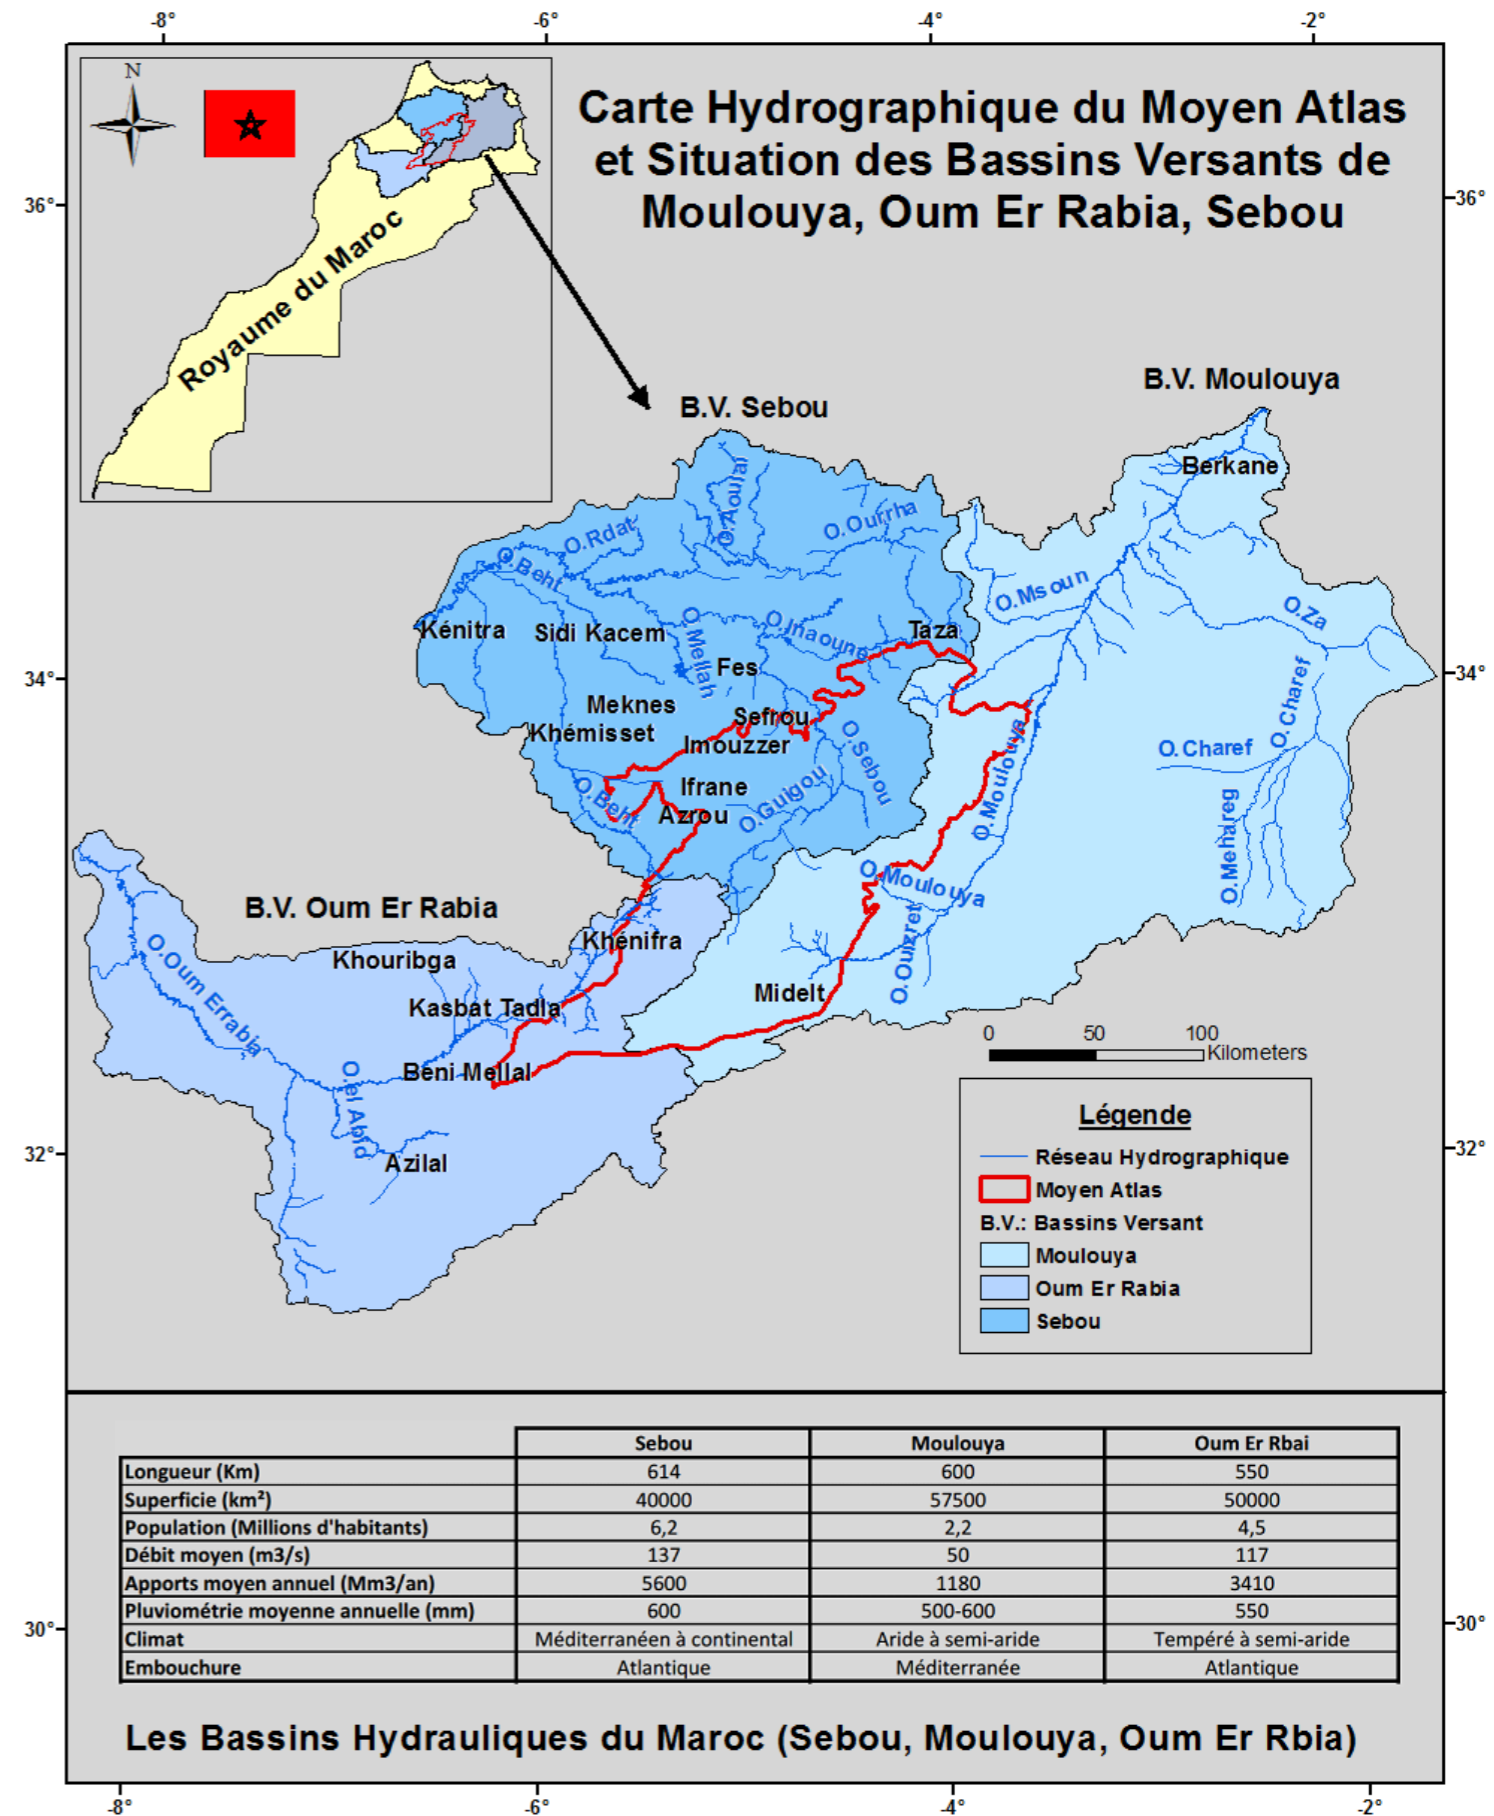 -8°
-6°
-4°
-2°
N
Carte Hydrographique du Moyen Atlas
et Situation des Bassins Versants de
Moulouya, Oum Er Rabia, Sebou
36°
36°
Royaume du Maroc
B.V. Moulouya
B.V. Sebou
Berkane
O.Aoulai
O.Ourrha
O.Rdat
O.Beht
O.Msoun
O.Za
Kénitra
Sidi Kacem
O.Mellah
O.Inaoune
Taza
Fes
34°
34°
Meknes
Sefrou
Khémisset
Imouzzer
O.Sebou
O.Moulouya
O.Charef
O.Charef
Ifrane
O.Beht
Azrou
O.Guigou
O.Mehareg
O.Moulouya
B.V. Oum Er Rabia
Khénifra
Khouribga
O.Oum Errabia
O.Ouizret
Midelt
Kasbat Tadla
Beni Mellal
O.el Abid
Azilal
0 50 100
Kilometers
32°
32°
Légende
Réseau Hydrographique
Moyen Atlas
B.V.: Bassins Versant
Moulouya
Oum Er Rabia
Sebou
Sebou Moulouya Oum Er Rbai
Longueur (Km) 614 600 550
Superficie (km²) 40000 57500 50000
Population (Millions d'habitants) 6,2 2,2 4,5
Débit moyen (m3/s) 137 50 117
Apports moyen annuel (Mm3/an) 5600 1180 3410
Pluviométrie moyenne annuelle (mm) 600 500-600 550
Climat Méditerranéen à continental Aride à semi-aride Tempéré à semi-aride
Embouchure Atlantique Méditerranée Atlantique
30°
30°
Les Bassins Hydrauliques du Maroc (Sebou, Moulouya, Oum Er Rbia)
-8°
-6°
-4°
-2°